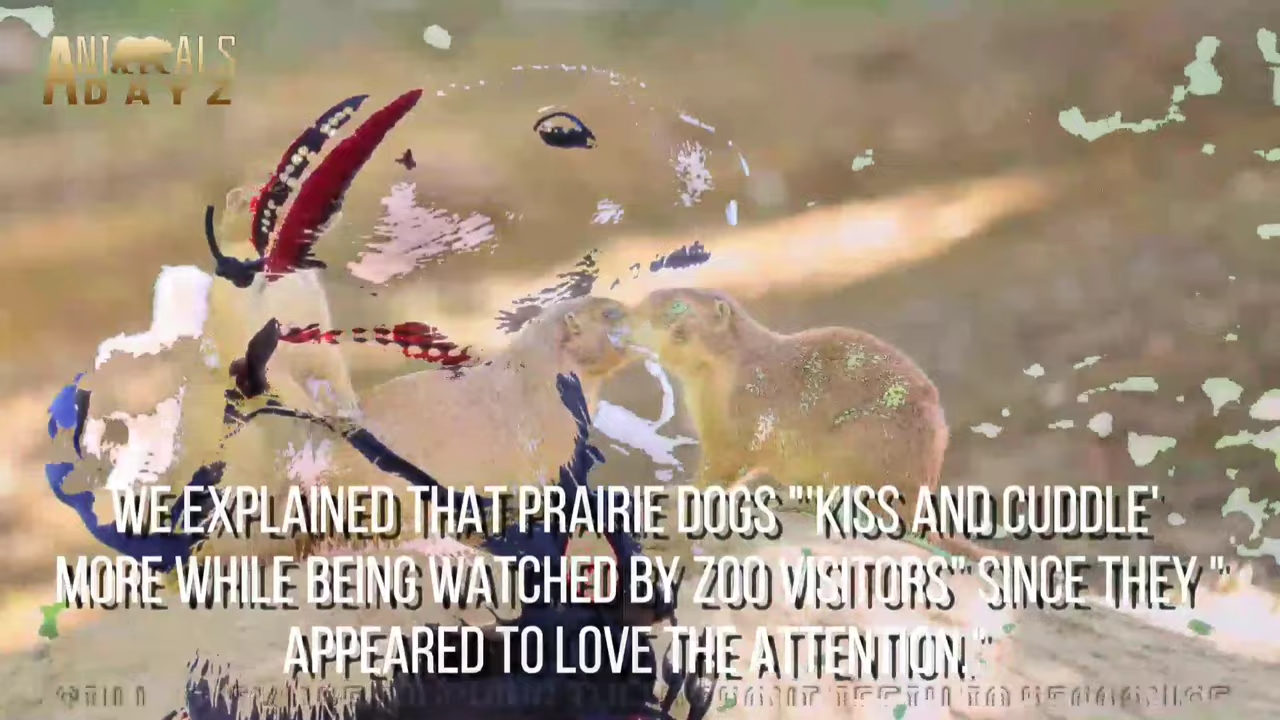 ANIMALS
DAYZ
WE EXPLAINED THAT PRAIRIE DOGS "'KISS AND CUDDLE'
MORE WHILE BEING WATCHED BY ZOO VISITORS" SINCE THEY "
APPEARED TO LOVE THE ATTENTION."